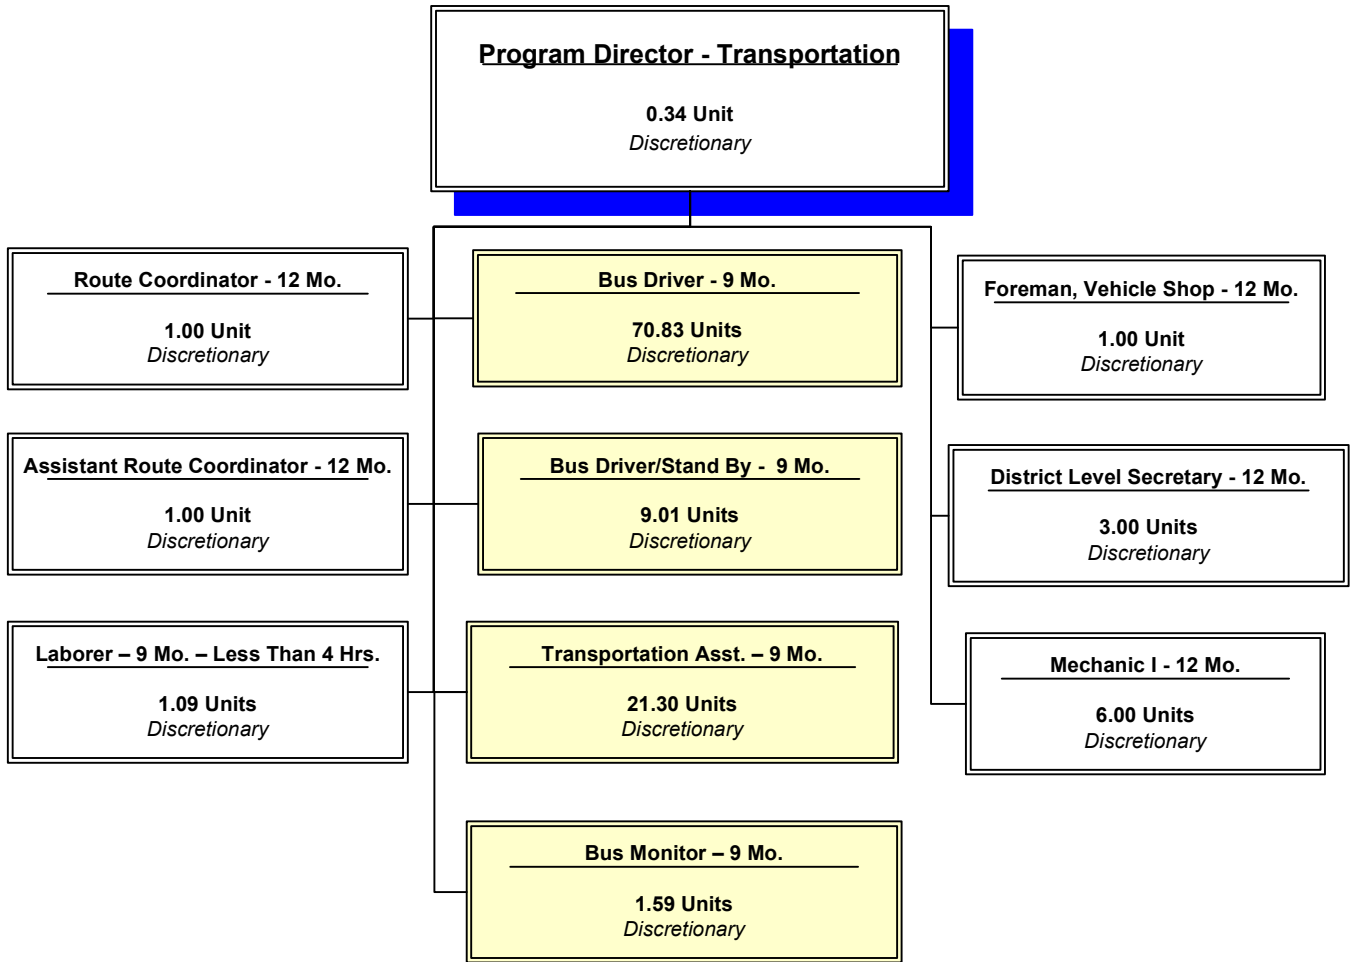 Program Director - Transportation
0.34 Unit
Discretionary
Route Coordinator - 12 Mo.
1.00 Unit
Discretionary
Bus Driver - 9 Mo.
70.83 Units
Discretionary
Foreman, Vehicle Shop - 12 Mo.
1.00 Unit
Discretionary
Assistant Route Coordinator - 12 Mo.
1.00 Unit
Discretionary
Bus Driver/Stand By -  9 Mo.
9.01 Units
Discretionary
District Level Secretary - 12 Mo.
3.00 Units
Discretionary
Laborer – 9 Mo. – Less Than 4 Hrs.
1.09 Units
Discretionary
Transportation Asst. – 9 Mo.
21.30 Units
Discretionary
Mechanic I - 12 Mo.
6.00 Units
Discretionary
Bus Monitor – 9 Mo.
1.59 Units
Discretionary